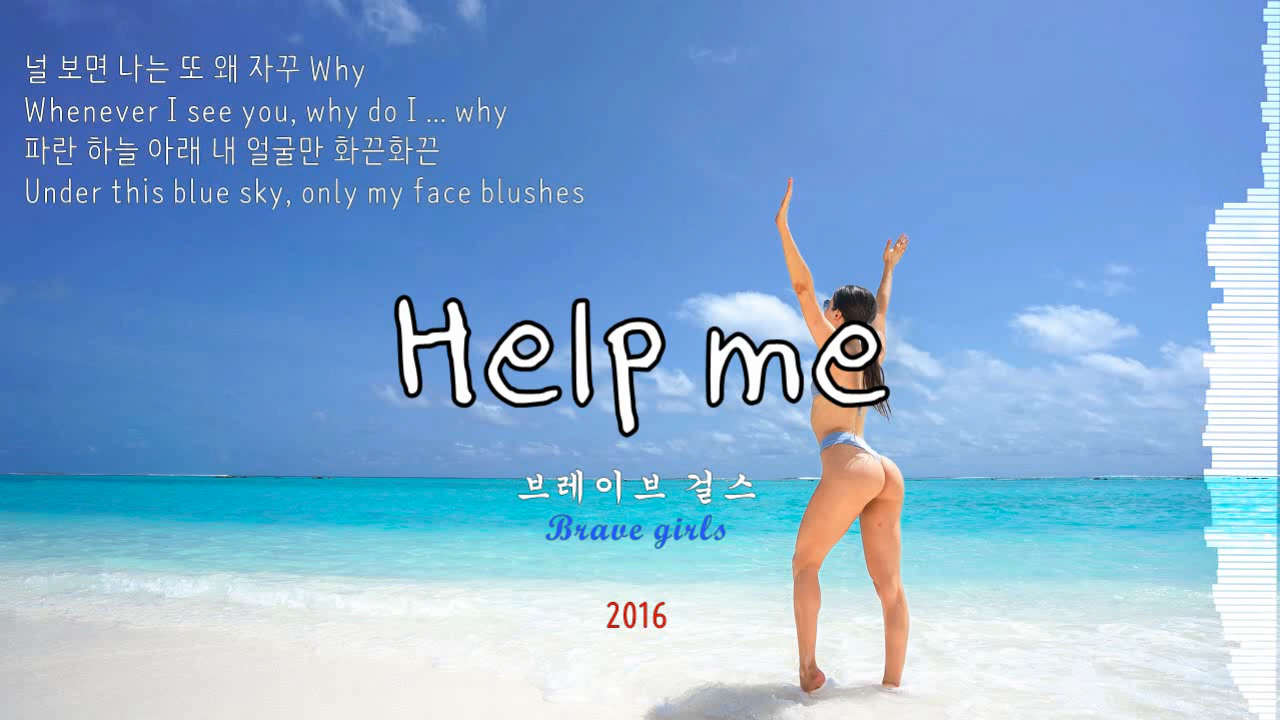 널 보면 나는 또 왜 자꾸 Why
Whenever I see you, why do I ... why
파란 하늘 아래 내 얼굴만 화끈화끈
Under this blue sky, only my face blushes
Help me
브레이브 걸스
Brave girls
2016